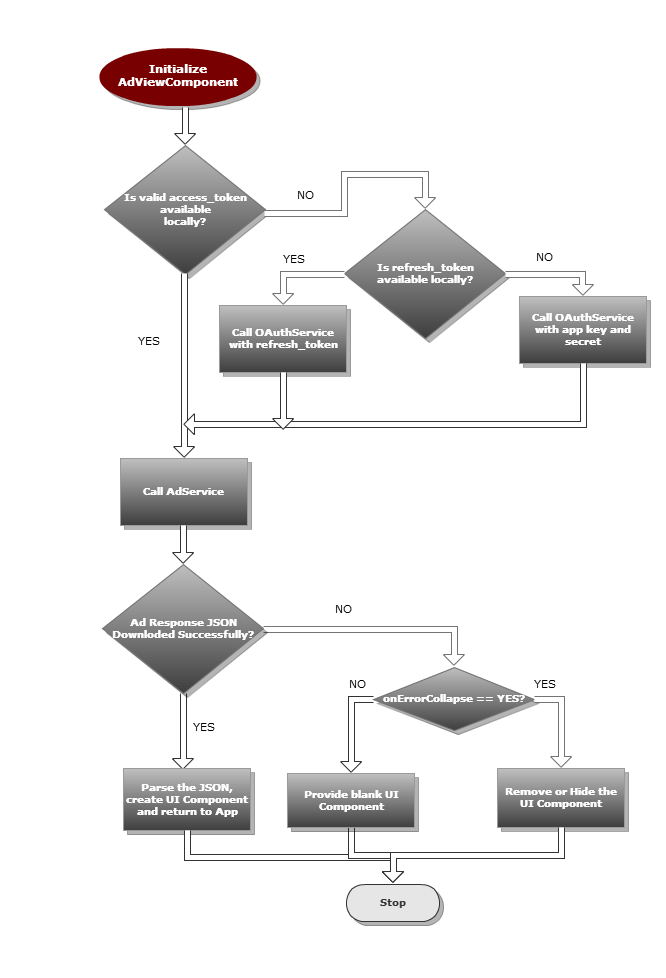 Initialize
AdViewComponent
Is valid access_token
available
locally?
NO
Is refresh_token
available locally?
YES
NO
Call OAuthService
with refresh_token
Call OAuthService
with app key and
secret
YES
Call AdService
Ad Response JSON
Downloded Successfully?
NO
onErrorCollapse == YES?
NO
YES
YES
Parse the JSON,
create UI Component
and return to App
Provide blank UI
Component
Remove or Hide the
UI Component
Stop